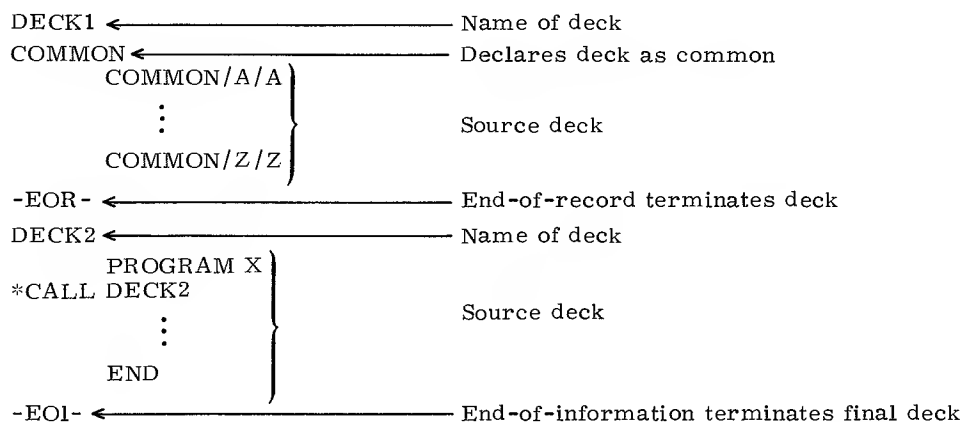 DECK1 Name of deck
COMMON Declares deck as common
COMMON/A/A
⋮
Source deck
COMMON/Z/Z
-EOR- End-of-record terminates deck
DECK2 Name of deck
PROGRAM X
*CALL DECK2
Source deck
⋮
END
-EO1- End-of-information terminates final deck